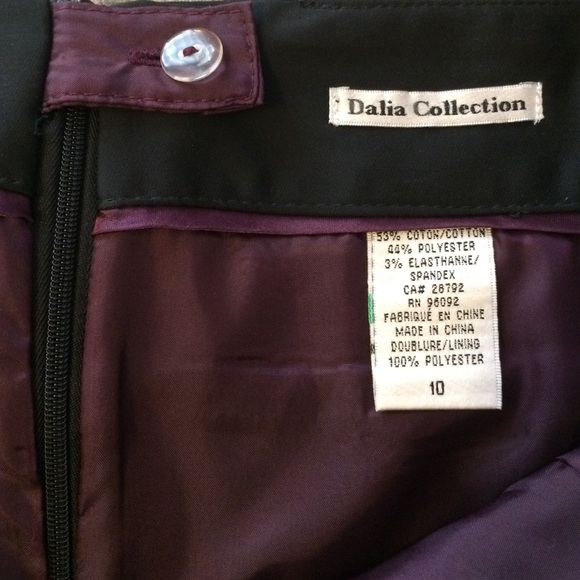 Dalia Collection
53% COTON/COTTON
44% POLYESTER
3% ELASTHANNE/
SPANDEX
CA# 28792
RN 96092
FABRIQUÉ EN CHINE
MADE IN CHINA
DOUBLURE/LINING
100% POLYESTER
10